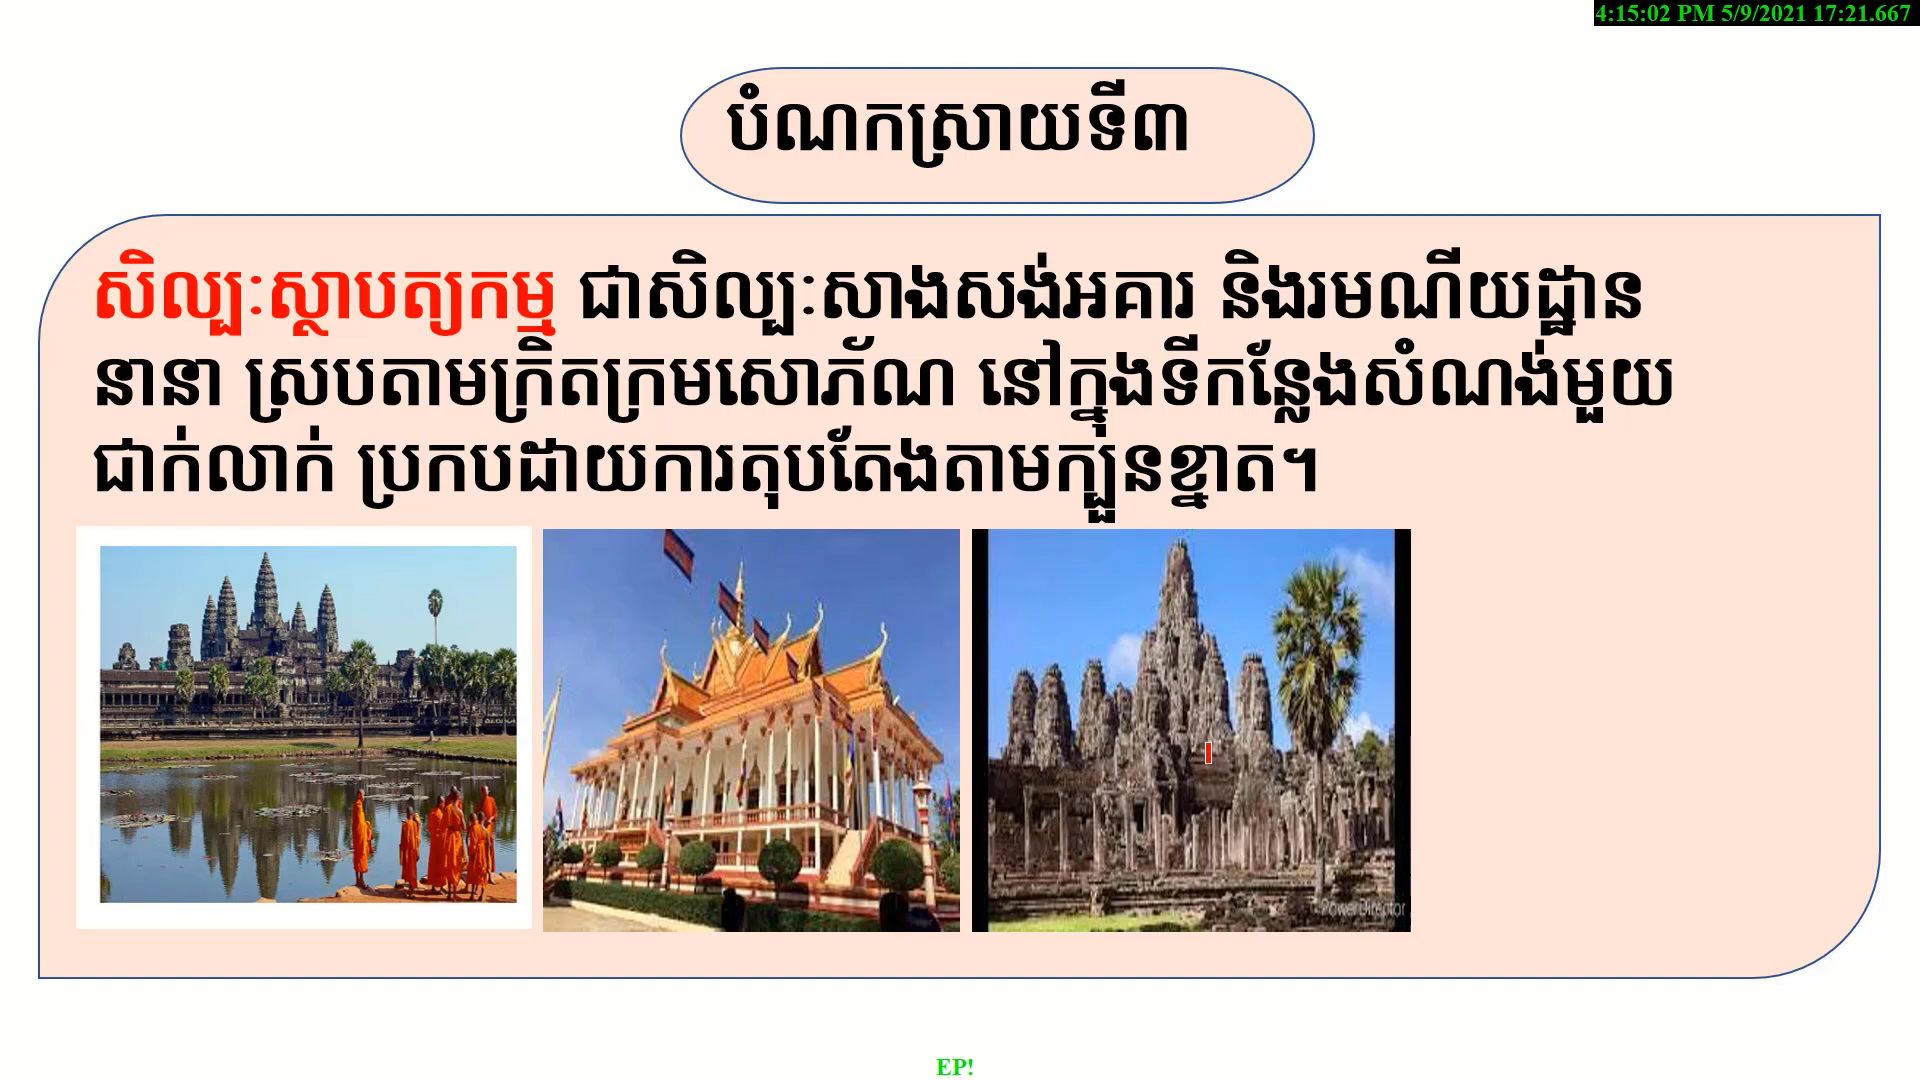 4:15:02 PM 5/9/2021 17:21.667
បំណកស្រាយទី៣
សិល្បៈស្ថាបត្យកម្ម ជាសិល្បៈសាងសង់អគារ និងរមណីយដ្ឋាន
នានា ស្របតាមក្រិតក្រមសោភ័ណ នៅក្នុងទីកន្លែងសំណង់មួយ
ជាក់លាក់ ប្រកបដោយការតុបតែងតាមក្បួនខ្នាត។
PowerDirector
EP!